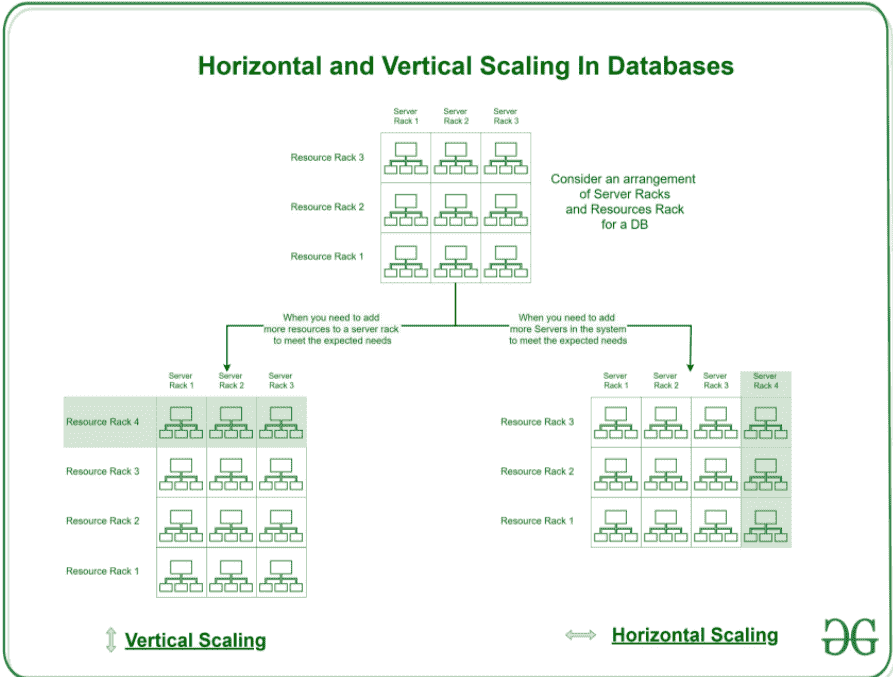 Horizontal and Vertical Scaling In Databases
Server Rack 1
Server Rack 2
Server Rack 3
Resource Rack 3
Resource Rack 2
Resource Rack 1
Consider an arrangement
of Server Racks
and Resources Rack
for a DB
When you need to add
more resources to a server rack
to meet the expected needs
When you need to add
more Servers in the system
to meet the expected needs
Server Rack 1
Server Rack 2
Server Rack 3
Resource Rack 4
Resource Rack 3
Resource Rack 2
Resource Rack 1
Vertical Scaling
Server Rack 1
Server Rack 2
Server Rack 3
Server Rack 4
Resource Rack 3
Resource Rack 2
Resource Rack 1
Horizontal Scaling